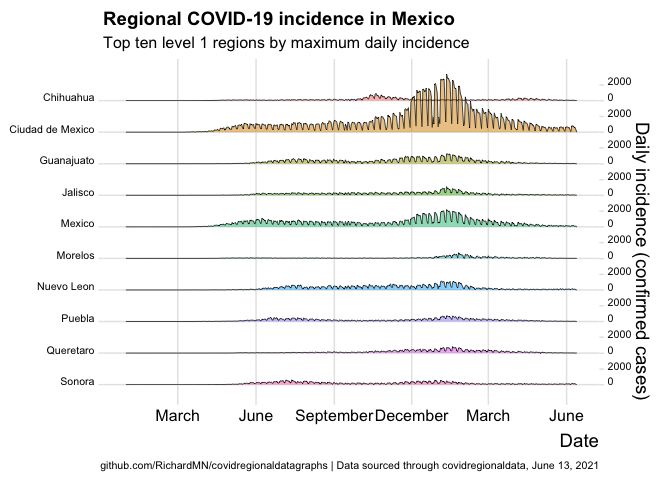 Regional COVID-19 incidence in Mexico
Top ten level 1 regions by maximum daily incidence
2000
Chihuahua 0
2000
Ciudad de Mexico 0
2000
Guanajuato 0
2000
Jalisco 0
2000
Mexico 0
2000
Morelos 0
2000
Nuevo Leon 0
2000
Puebla 0
2000
Queretaro 0
2000
Sonora 0
Daily incidence (confirmed cases)
March June September December March June
Date
github.com/RichardMN/covidregionaldatagraphs | Data sourced through covidregionaldata, June 13, 2021